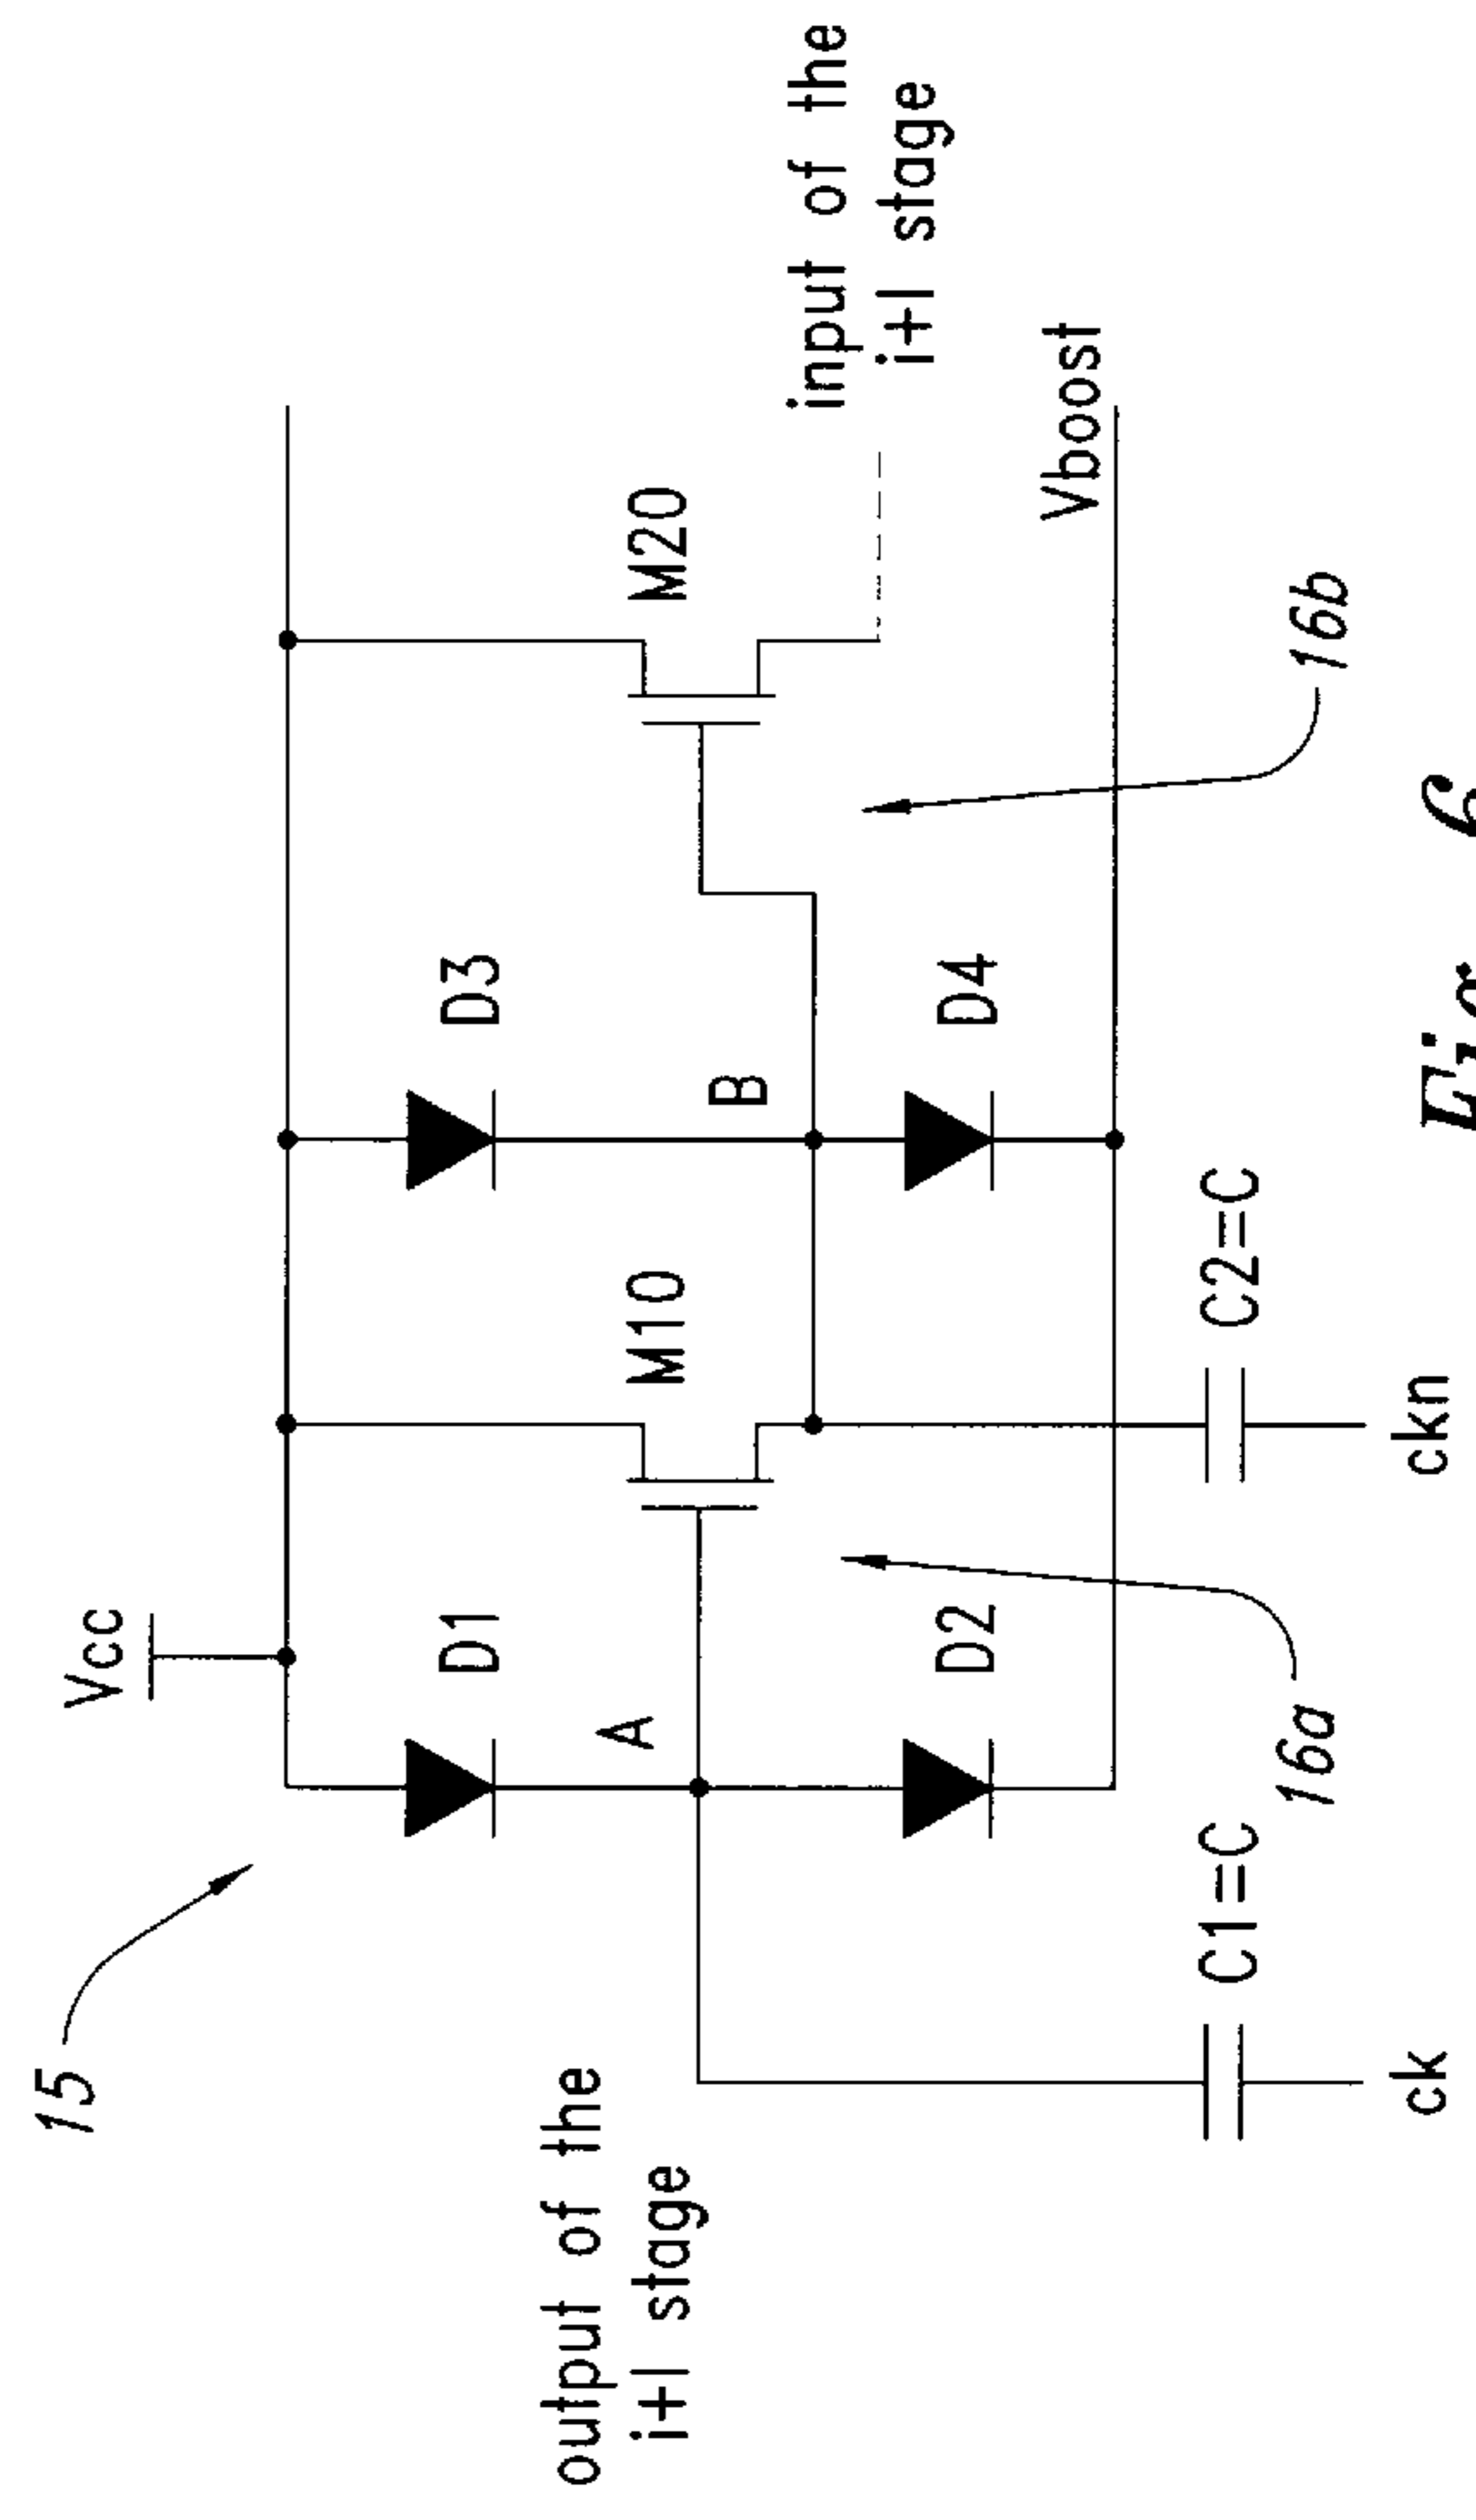 15
Vcc
D1
D3
output of the
i+l stage
A
M10
M20
B
input of the
i+l stage
D2
D4
Vboost
C1=C
C2=C
16a
16b
ck
ckn
Fig. 6